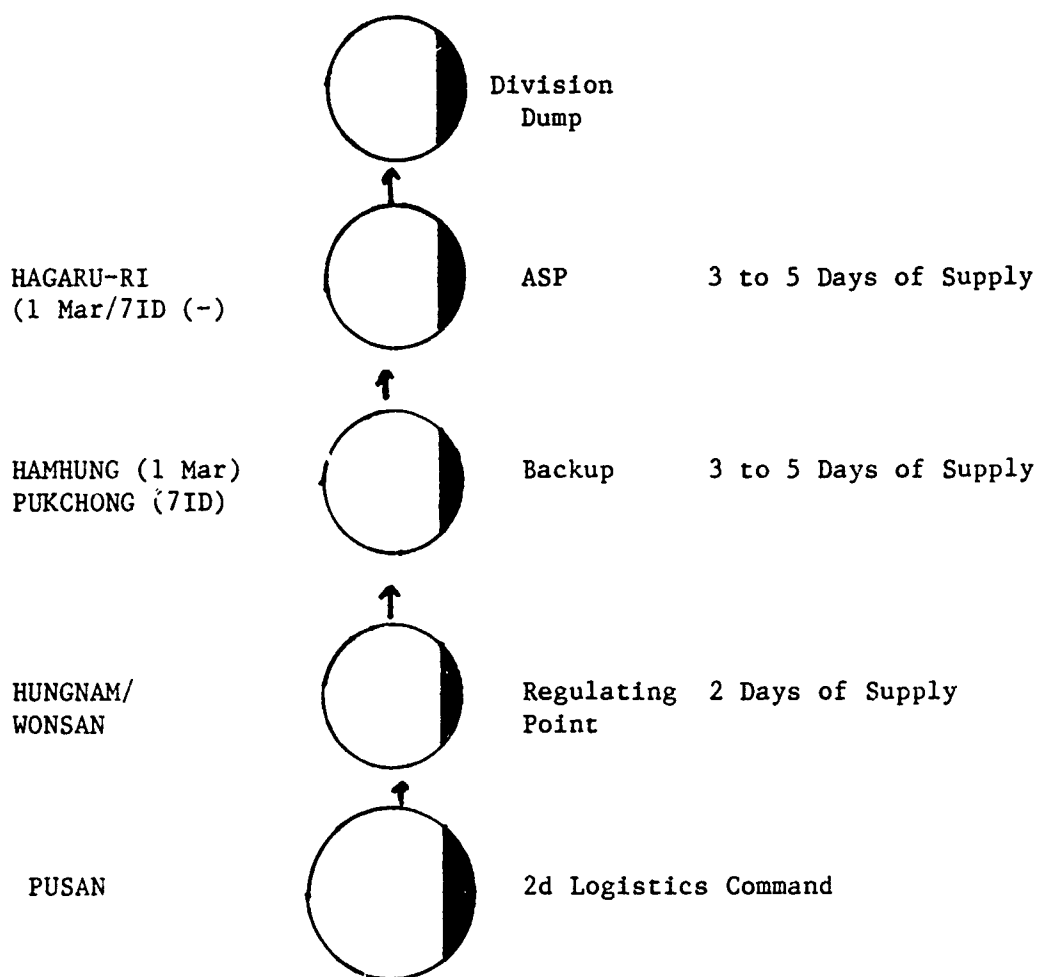 Division
Dump
HAGARU-RI ASP 3 to 5 Days of Supply
(1 Mar/7ID (-)
HAMHUNG (1 Mar) Backup 3 to 5 Days of Supply
PUKCHONG (7ID)
HUNGNAM/ Regulating 2 Days of Supply
WONSAN Point
PUSAN 2d Logistics Command